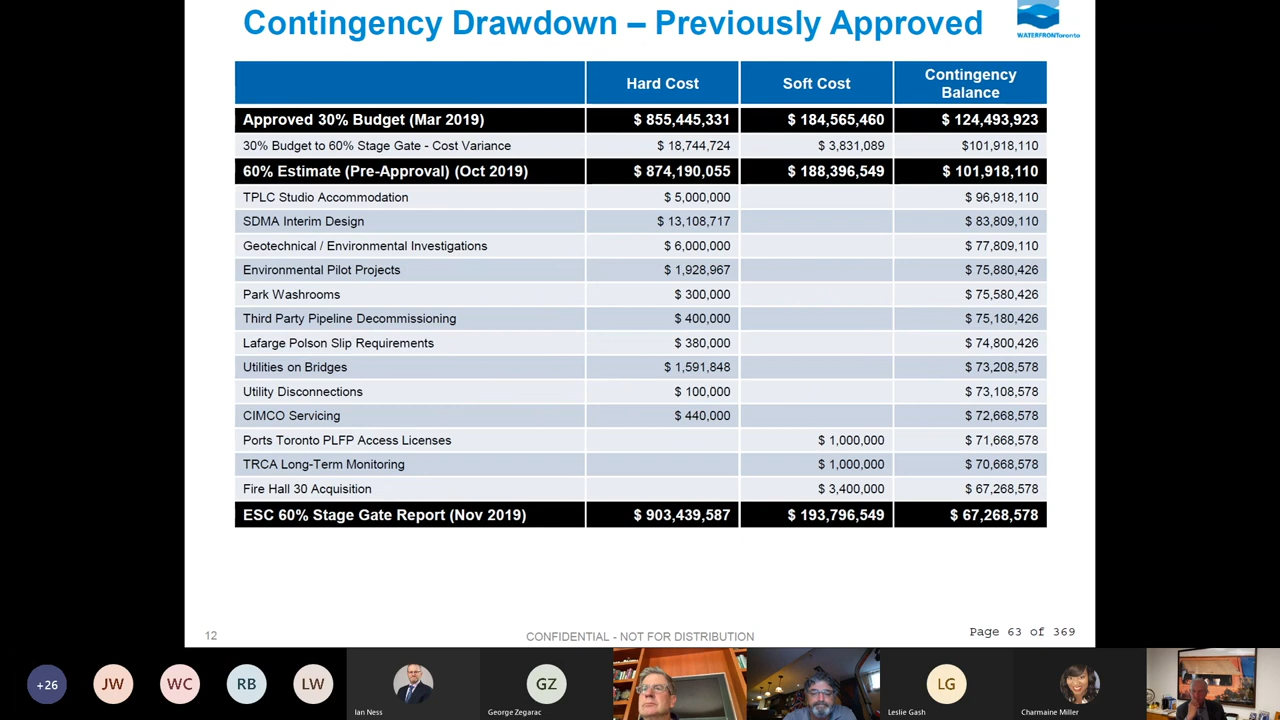 Contingency Drawdown – Previously Approved
WATERFRONToronto
Hard Cost Soft Cost Contingency Balance
Approved 30% Budget (Mar 2019) $ 855,445,331 $ 184,565,460 $ 124,493,923
30% Budget to 60% Stage Gate - Cost Variance $ 18,744,724 $ 3,831,089 $101,918,110
60% Estimate (Pre-Approval) (Oct 2019) $ 874,190,055 $ 188,396,549 $ 101,918,110
TPLC Studio Accommodation $ 5,000,000 $ 96,918,110
SDMA Interim Design $ 13,108,717 $ 83,809,110
Geotechnical / Environmental Investigations $ 6,000,000 $ 77,809,110
Environmental Pilot Projects $ 1,928,967 $ 75,880,426
Park Washrooms $ 300,000 $ 75,580,426
Third Party Pipeline Decommissioning $ 400,000 $ 75,180,426
Lafarge Polson Slip Requirements $ 380,000 $ 74,800,426
Utilities on Bridges $ 1,591,848 $ 73,208,578
Utility Disconnections $ 100,000 $ 73,108,578
CIMCO Servicing $ 440,000 $ 72,668,578
Ports Toronto PLFP Access Licenses $ 1,000,000 $ 71,668,578
TRCA Long-Term Monitoring $ 1,000,000 $ 70,668,578
Fire Hall 30 Acquisition $ 3,400,000 $ 67,268,578
ESC 60% Stage Gate Report (Nov 2019) $ 903,439,587 $ 193,796,549 $ 67,268,578
12 CONFIDENTIAL - NOT FOR DISTRIBUTION Page 63 of 369
+26 JW WC RB LW GZ LG
Ian Ness George Zegarac Leslie Gash Charmaine Miller